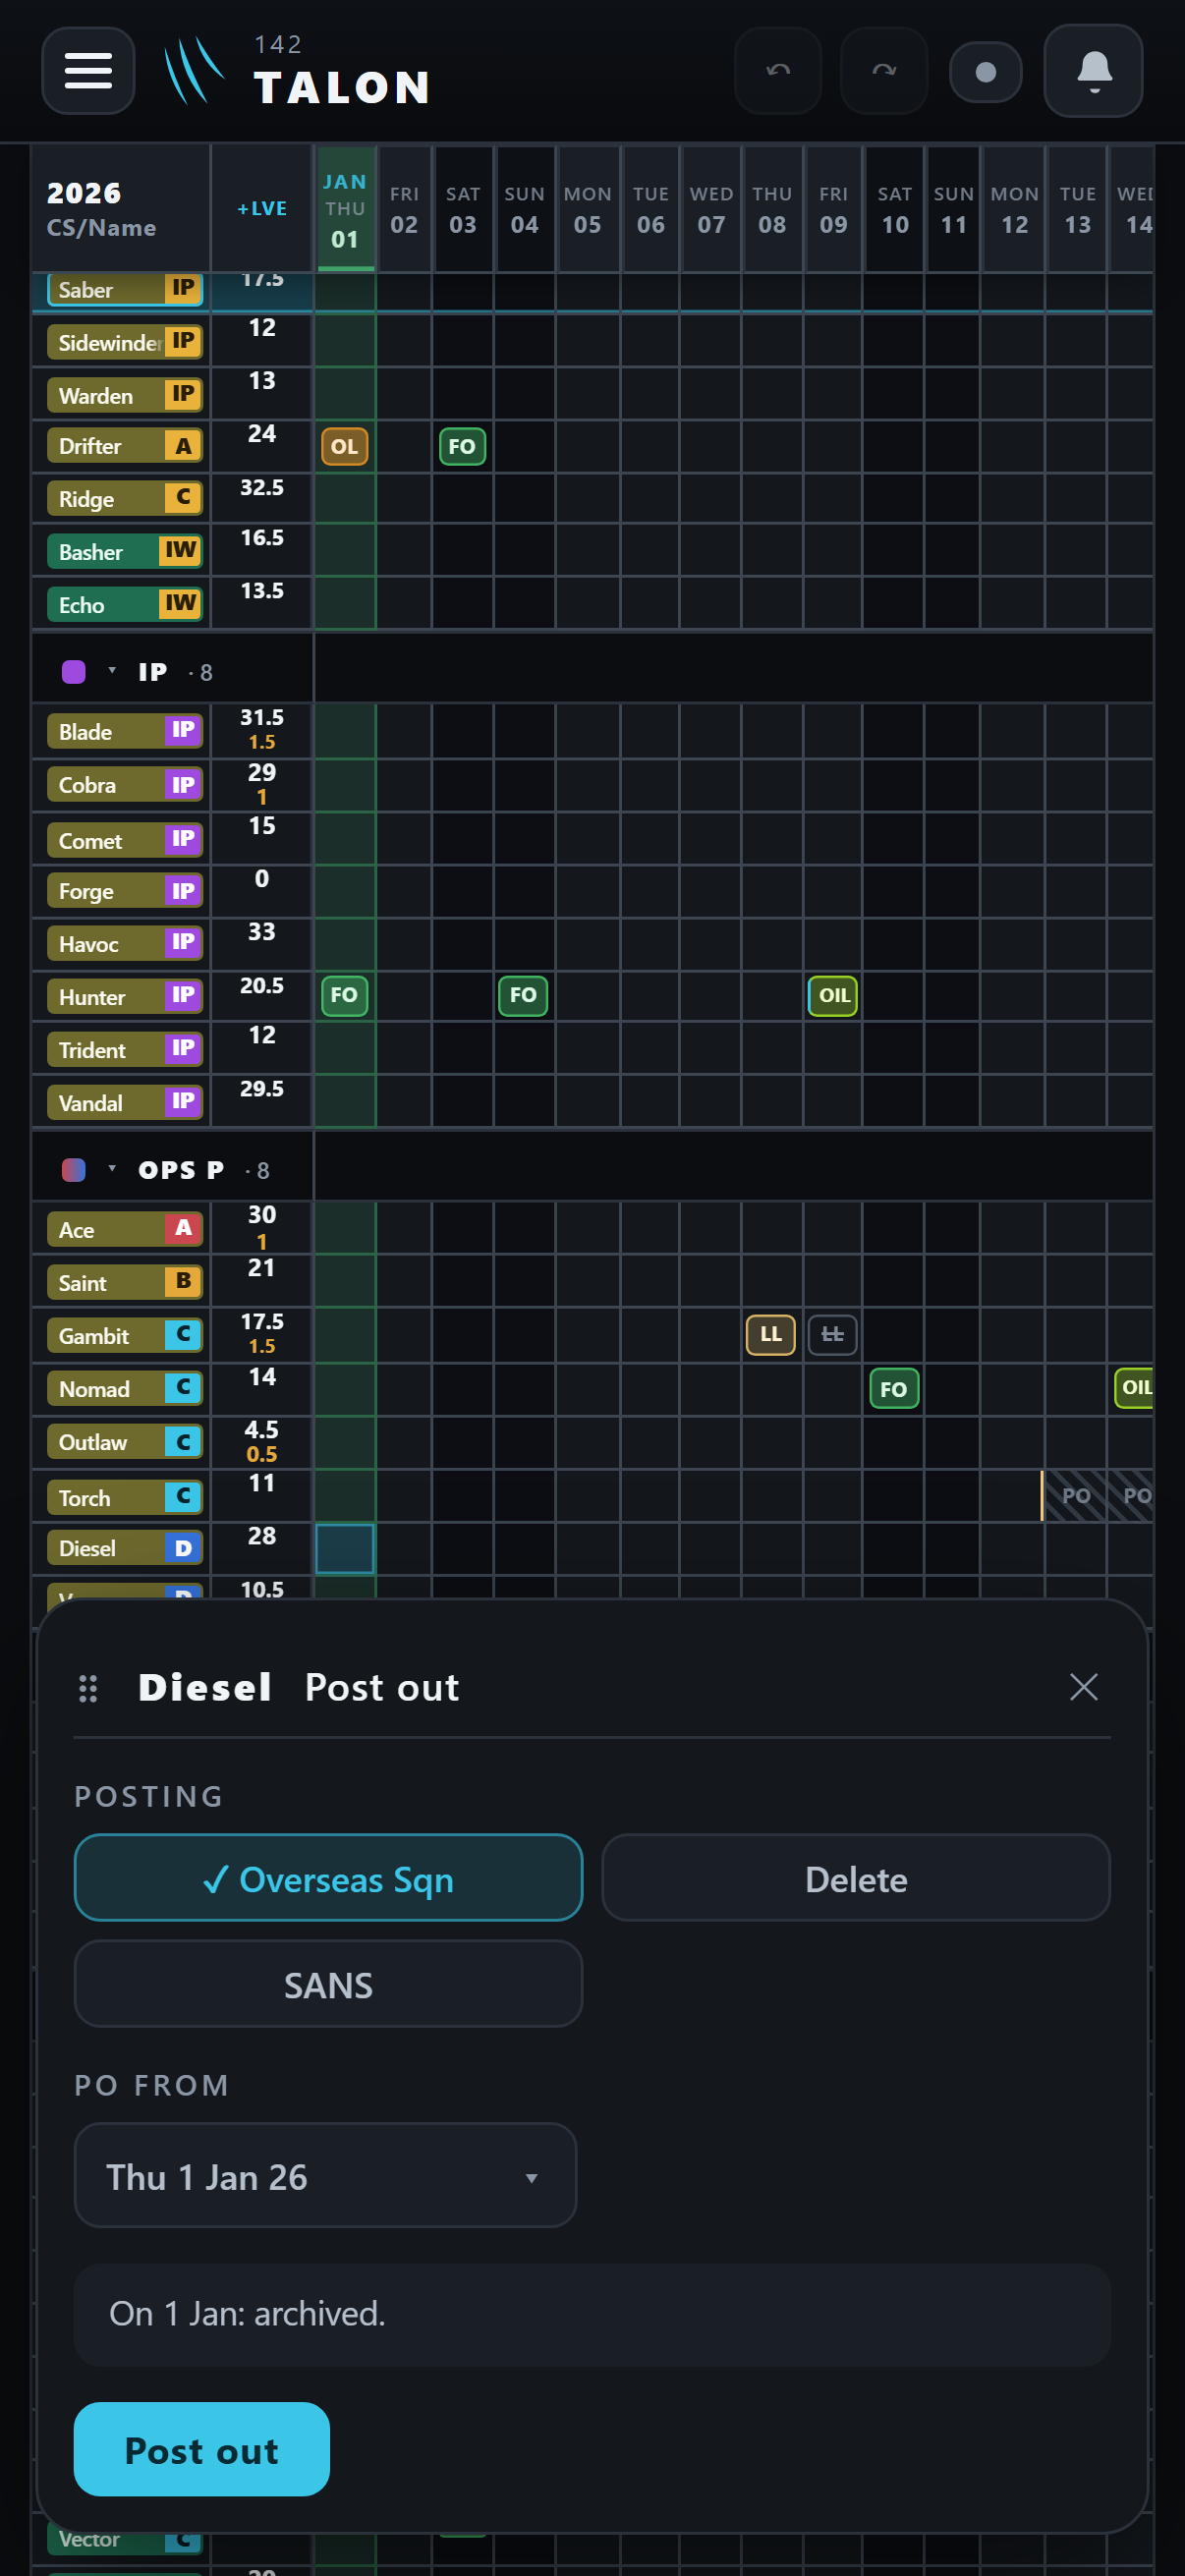 142
TALON
2026
CS/Name
+LVE
JAN
THU FRI SAT SUN MON TUE WED THU FRI SAT SUN MON TUE WED
01 02 03 04 05 06 07 08 09 10 11 12 13 14
Saber IP 17.5
Sidewinder IP 12
Warden IP 13
Drifter A 24 OL FO
Ridge C 32.5
Basher IW 16.5
Echo IW 13.5
IP · 8
Blade IP 31.5
1.5
Cobra IP 29
1
Comet IP 15
Forge IP 0
Havoc IP 33
Hunter IP 20.5 FO FO OIL
Trident IP 12
Vandal IP 29.5
OPS P · 8
Ace A 30
1
Saint B 21
Gambit C 17.5 LL LL
1.5
Nomad C 14 FO OIL
Outlaw C 4.5
0.5
Torch C 11 PO PO
Diesel D 28
D 10.5
Diesel Post out
POSTING
✓ Overseas Sqn
Delete
SANS
PO FROM
Thu 1 Jan 26
On 1 Jan: archived.
Post out
Vector C